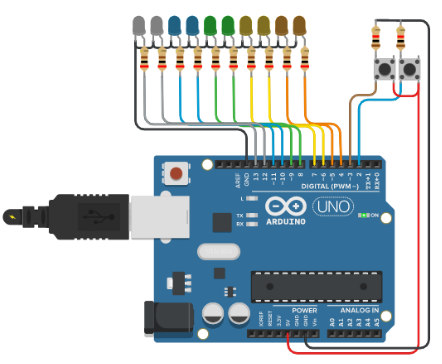 AREF
GND
13
12
~11
~10
~9
8
7
~6
~5
4
~3
2
TX→1
RX←0
DIGITAL (PWM~)
L
TX
RX
UNO
ARDUINO
ON
POWER
ANALOG IN
IOREF
RESET
3.3V
5V
GND
GND
Vin
A0
A1
A2
A3
A4
A5